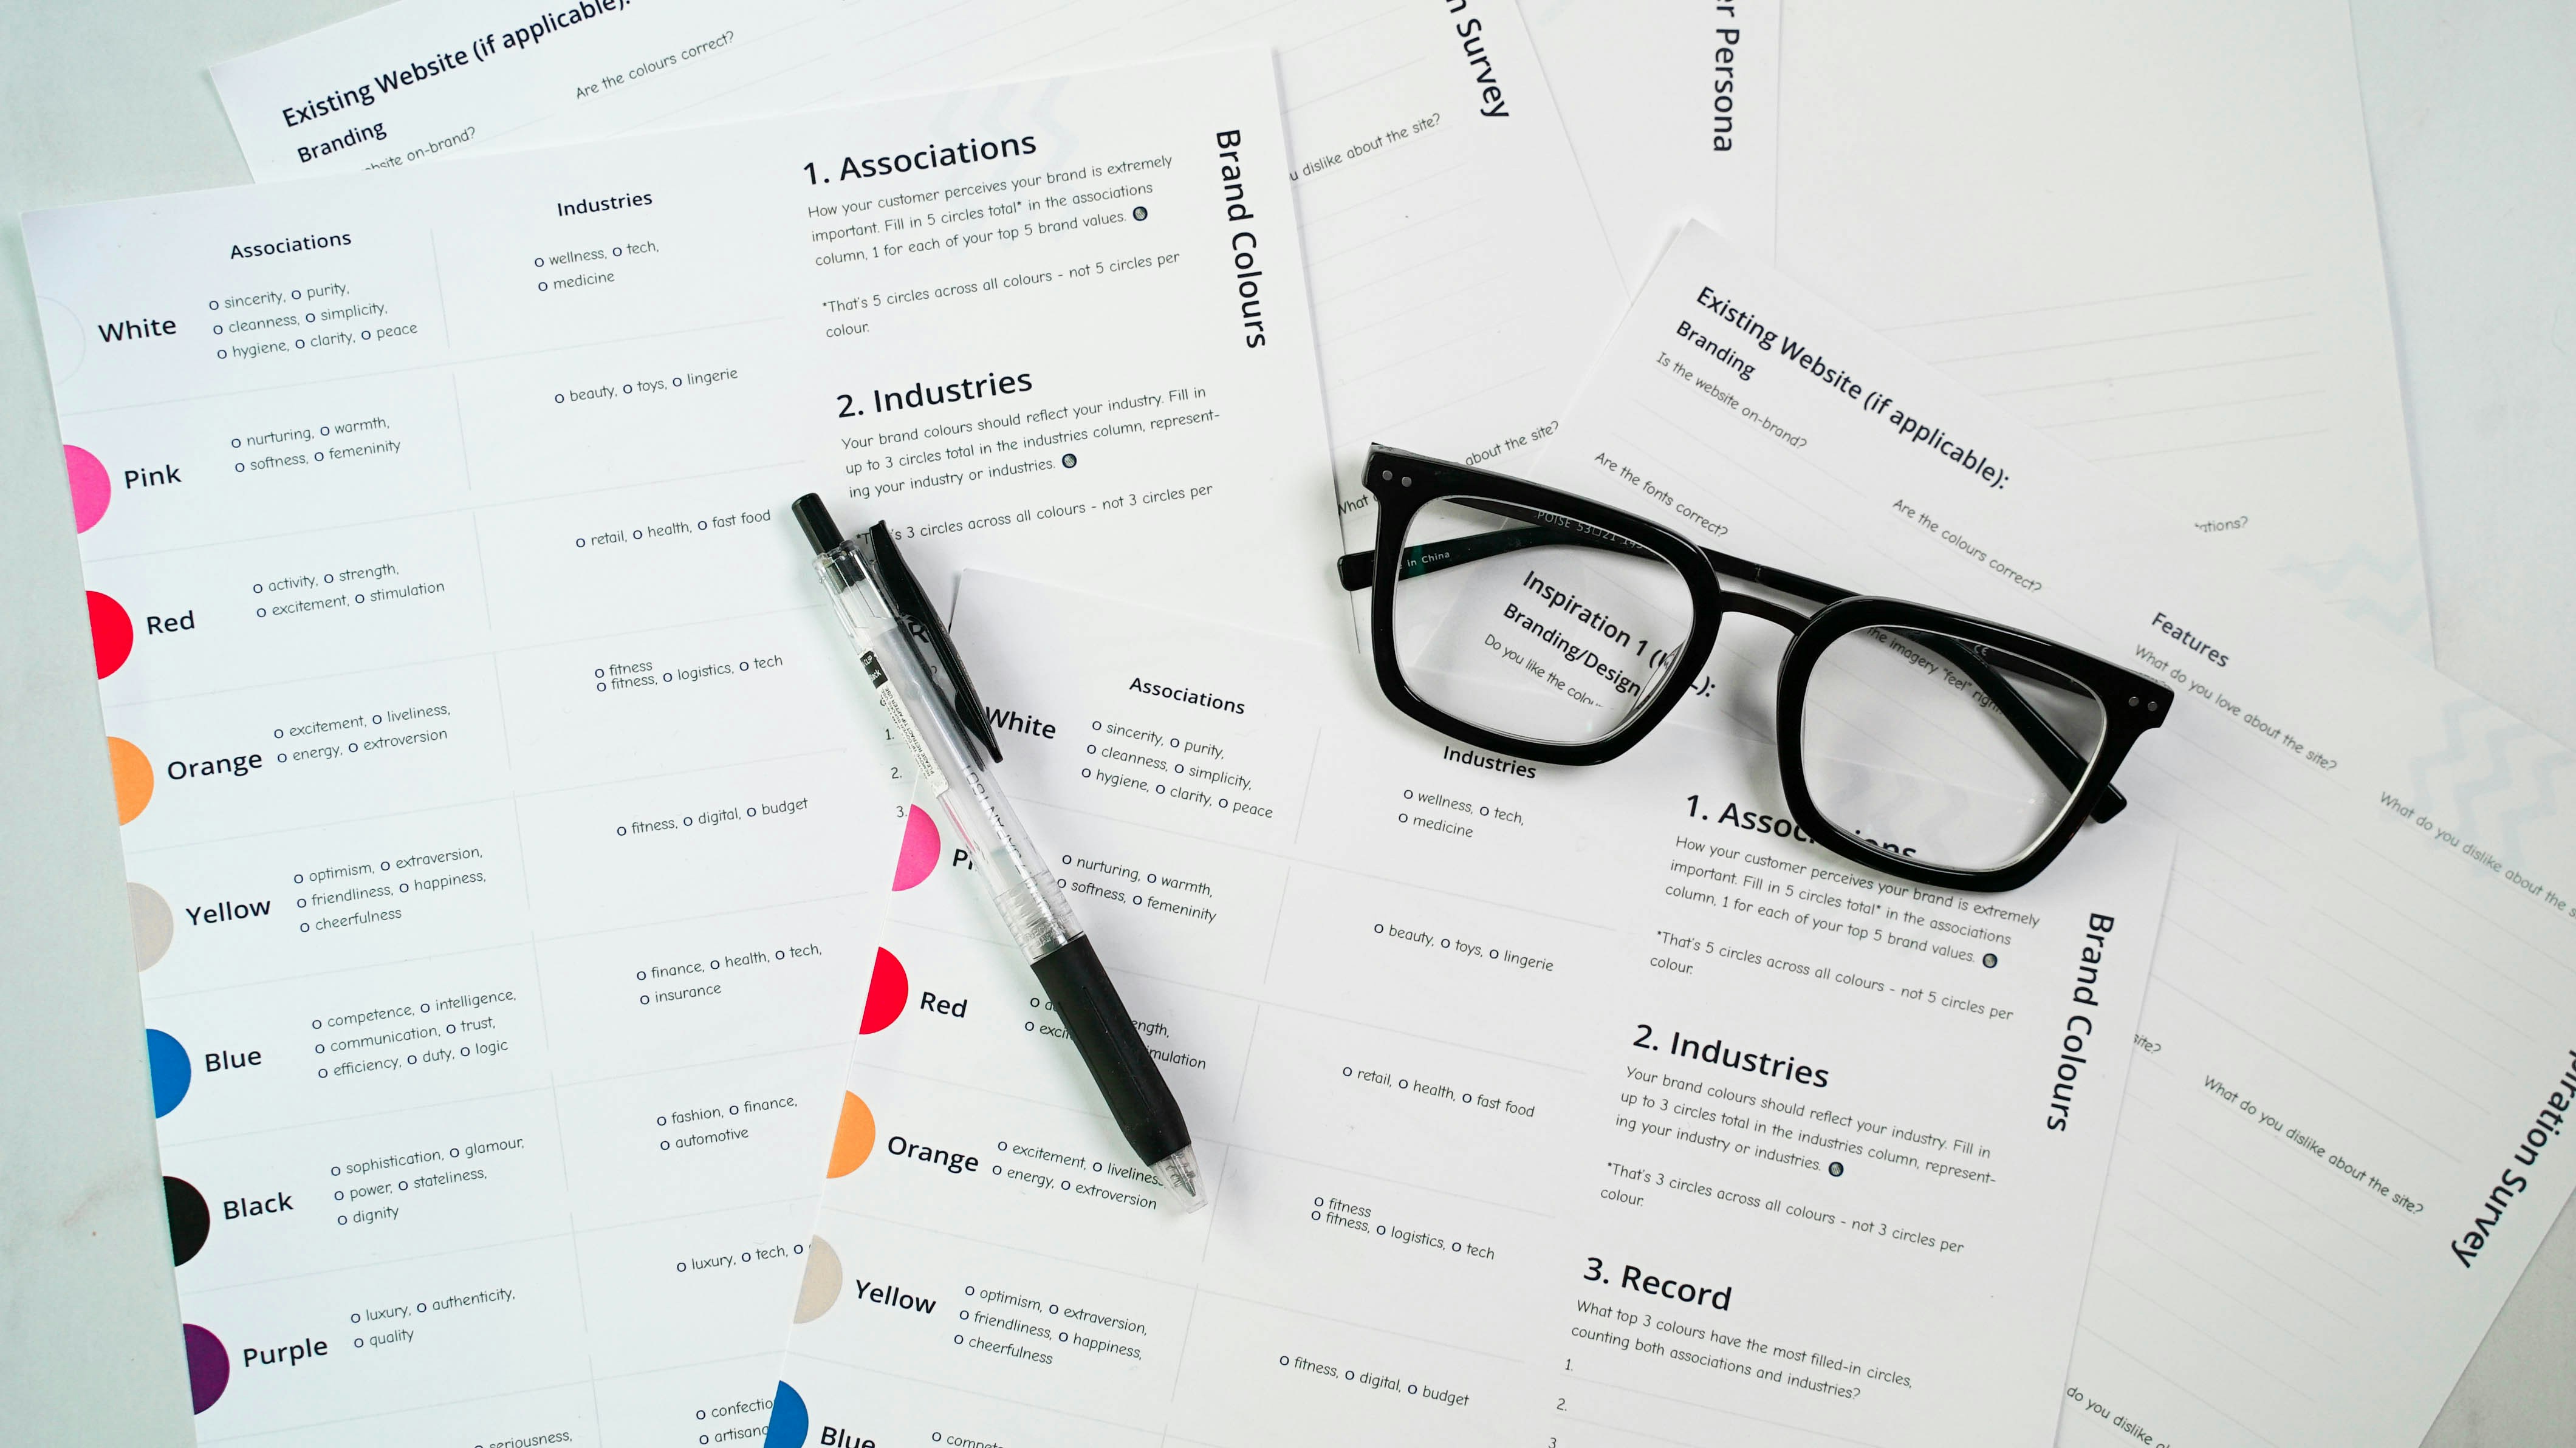 Existing Website (if applicable):
Branding
website on-brand?
Are the colours correct?
Survey
Persona
dislike about the site?
about the site?
What
Brand Colours
1. Associations
How your customer perceives your brand is extremely
important. Fill in 5 circles total* in the associations
column, 1 for each of your top 5 brand values.
*That's 5 circles across all colours - not 5 circles per
colour.
2. Industries
Your brand colours should reflect your industry. Fill in
up to 3 circles total in the industries column, represent-
ing your industry or industries.
3 circles across all colours - not 3 circles per
1.
2.
3.
Associations
Industries
White
o sincerity, o purity,
o cleanness, o simplicity,
o hygiene, o clarity, o peace
o wellness, o tech,
o medicine
Pink
o nurturing, o warmth,
o softness, o femeninity
o beauty, o toys, o lingerie
Red
o activity, o strength,
o excitement, o stimulation
o retail, o health, o fast food
Orange
o excitement, o liveliness,
o energy, o extroversion
o fitness
o fitness, o logistics, o tech
Yellow
o optimism, o extraversion,
o friendliness, o happiness,
o cheerfulness
o fitness, o digital, o budget
Blue
o competence, o intelligence,
o communication, o trust,
o efficiency, o duty, o logic
o finance, o health, o tech,
o insurance
Black
o sophistication, o glamour,
o power, o stateliness,
o dignity
o fashion, o finance,
o automotive
Purple
o luxury, o authenticity,
o quality
o luxury, o tech, o
seriousness,
Existing Website (if applicable):
Branding
Is the website on-brand?
Are the fonts correct?
Are the colours correct?
Features
What do you love about the site?
What do you dislike about the
In China
Inspiration 1
Branding/Design
Do you like the
the imagery "feel"
Associations
Industries
White
o sincerity, o purity,
o cleanness, o simplicity,
o hygiene, o clarity, o peace
o wellness, o tech,
o medicine
o nurturing, o warmth,
o softness, o femeninity
o beauty, o toys, o lingerie
Red
o retail, o health, o fast food
Orange
o excitement, o liveliness
o energy, o extroversion
o fitness
o fitness, o logistics, o tech
Yellow
o optimism, o extraversion,
o friendliness, o happiness,
o cheerfulness
o fitness, o digital, o budget
Blue
Brand Colours
1. Associations
How your customer perceives your brand is extremely
important. Fill in 5 circles total* in the associations
column, 1 for each of your top 5 brand values.
*That's 5 circles across all colours - not 5 circles per
colour.
2. Industries
Your brand colours should reflect your industry. Fill in
up to 3 circles total in the industries column, represent-
ing your industry or industries.
*That's 3 circles across all colours - not 3 circles per
colour.
3. Record
What top 3 colours have the most filled-in circles,
counting both associations and industries?
1.
2.
3
site?
What do you dislike about the site?
do you dislike
Survey